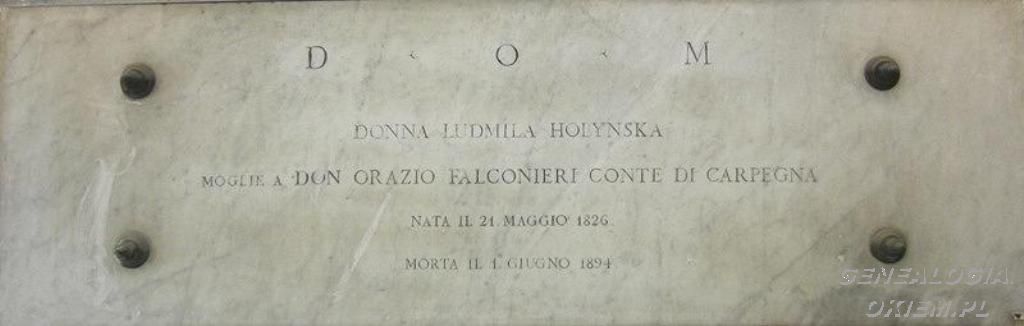 D · O · M
DONNA LUDMILA HOŁYNSKA
MOGLIE A DON ORAZIO FALCONIERI CONTE DI CARPEGNA
NATA IL 21 MAGGIO 1826
MORTA IL 1. GIUGNO 1894
GENEALOGIA
OKIEM.PL